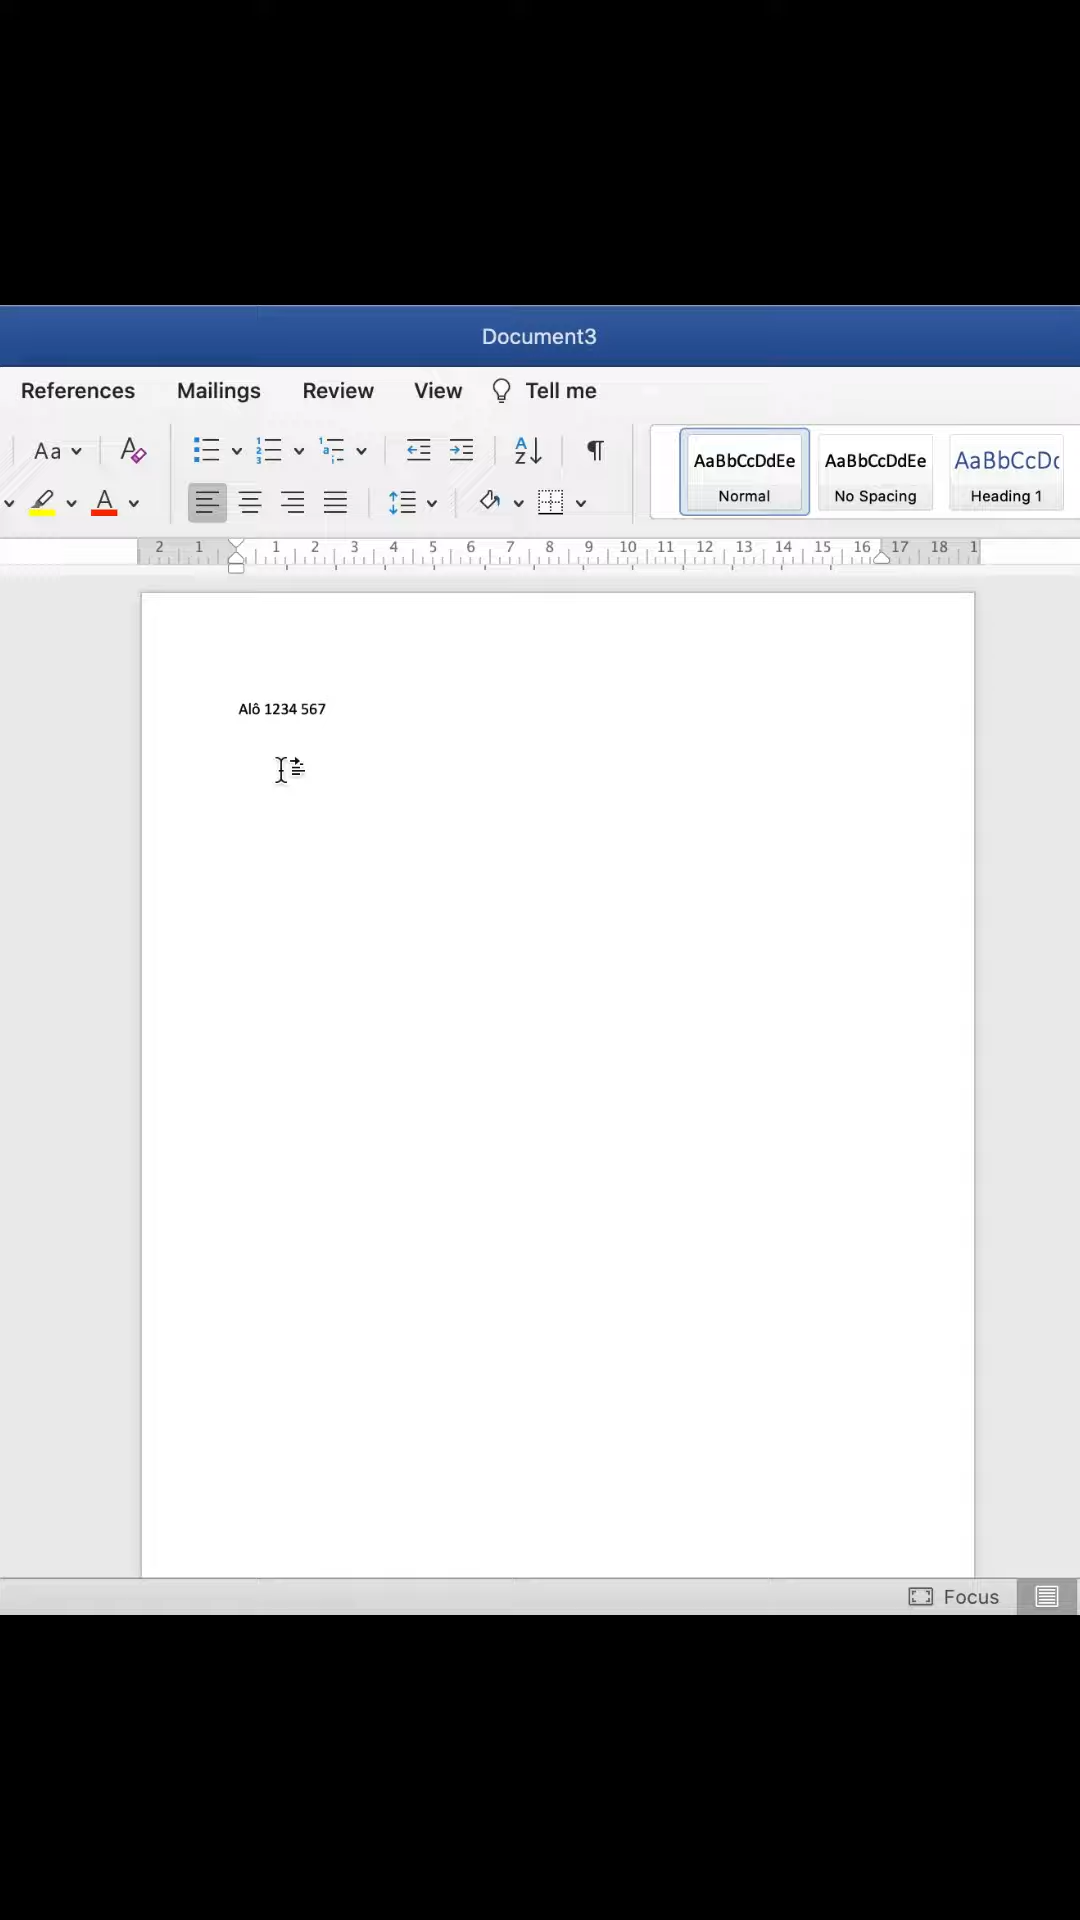 Document3
References Mailings Review View Tell me
Aa
AaBbCcDdEe AaBbCcDdEe AaBbCcDc
Normal No Spacing Heading 1
2 1 1 2 3 4 5 6 7 8 9 10 11 12 13 14 15 16 17 18 1
Alô 1234 567
Focus